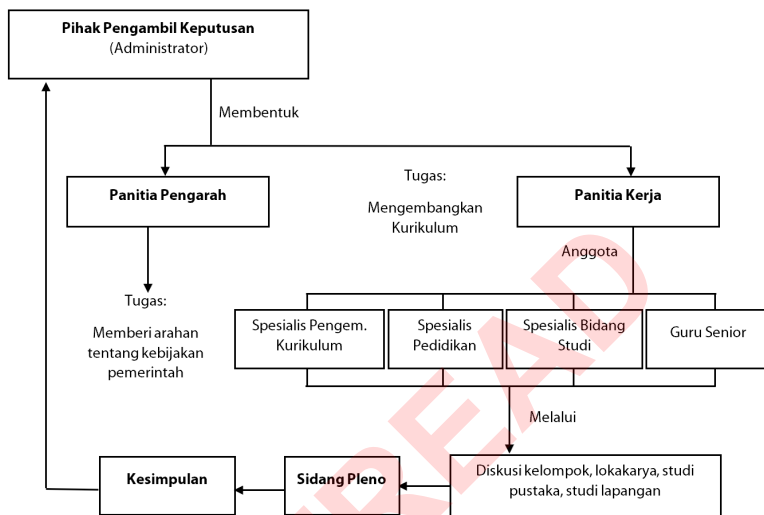 Pihak Pengambil Keputusan
(Administrator)
Membentuk
Panitia Pengarah
Tugas:
Mengembangkan
Kurikulum
Panitia Kerja
Anggota
Tugas:
Memberi arahan
tentang kebijakan
pemerintah
Spesialis Pengem.
Kurikulum
Spesialis
Pedidikan
Spesialis Bidang
Studi
Guru Senior
Melalui
Diskusi kelompok, lokakarya, studi
pustaka, studi lapangan
Sidang Pleno
Kesimpulan